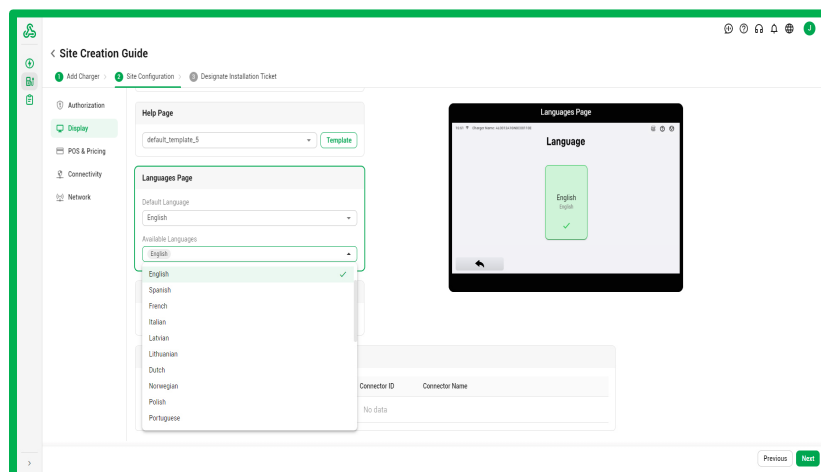 J
Site Creation Guide
1 Add Charger
2 Site Configuration
3 Designate Installation Ticket
Authorization
Display
POS & Pricing
Connectivity
Network
Help Page
default_template_5
Template
Languages Page
Default Language
English
Available Languages
English
English
Spanish
French
Italian
Latvian
Lithuanian
Dutch
Norwegian
Polish
Portuguese
Connector ID
Connector Name
No data
Languages Page
Language
English
English
Previous
Next